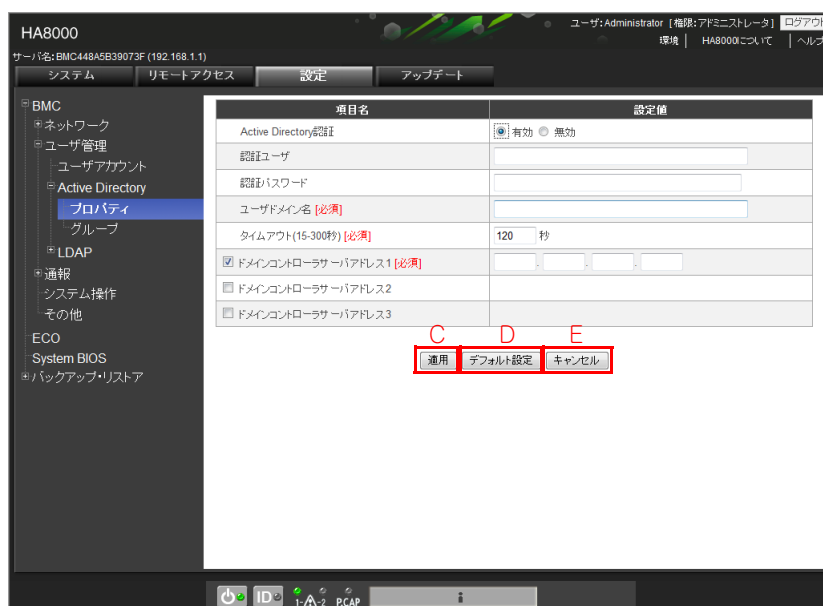 HA8000
ユーザ:Administrator [権限:アドミニストレータ] ログアウト
環境 | HA8000について | ヘルプ
サーバ名:BMC448A5B39073F (192.168.1.1)
システム リモートアクセス 設定 アップデート
BMC
ネットワーク
ユーザ管理
ユーザアカウント
Active Directory
プロパティ
グループ
LDAP
通報
システム操作
その他
ECO
System BIOS
バックアップ・リストア
項目名 設定値
Active Directory認証 有効 無効
認証ユーザ
認証パスワード
ユーザドメイン名 [必須]
タイムアウト(15-300秒) [必須] 120 秒
ドメインコントローラサーバアドレス1 [必須] . . .
ドメインコントローラサーバアドレス2
ドメインコントローラサーバアドレス3
C D E
適用 デフォルト設定 キャンセル
ID 1-2 P.CAP i